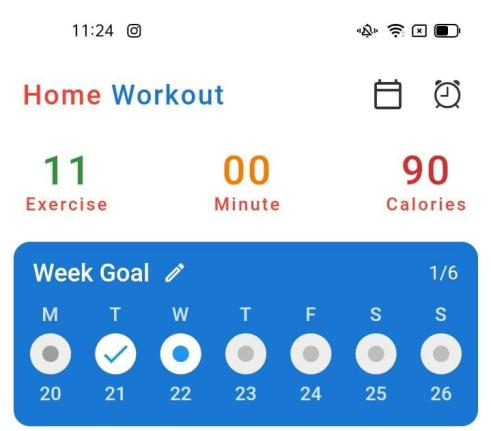 11:24
Home Workout
11 00 90
Exercise Minute Calories
Week Goal 1/6
M T W T F S S
20 21 22 23 24 25 26